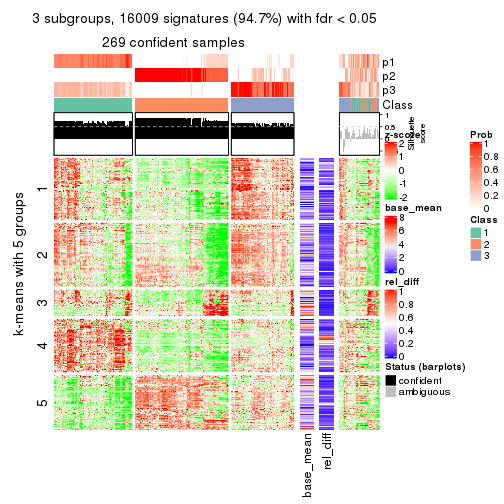 3 subgroups, 16009 signatures (94.7%) with fdr < 0.05
269 confident samples
p1
p2
p3
Class
1
0.5
0
Silhouette score
k-means with 5 groups
1
2
3
4
5
base_mean
rel_diff
z-score
2
1
0
-1
-2
base_mean
8
6
4
2
0
rel_diff
1
0.8
0.6
0.4
0.2
0
Status (barplots)
confident
ambiguous
Prob
1
0.8
0.6
0.4
0.2
0
Class
1
2
3